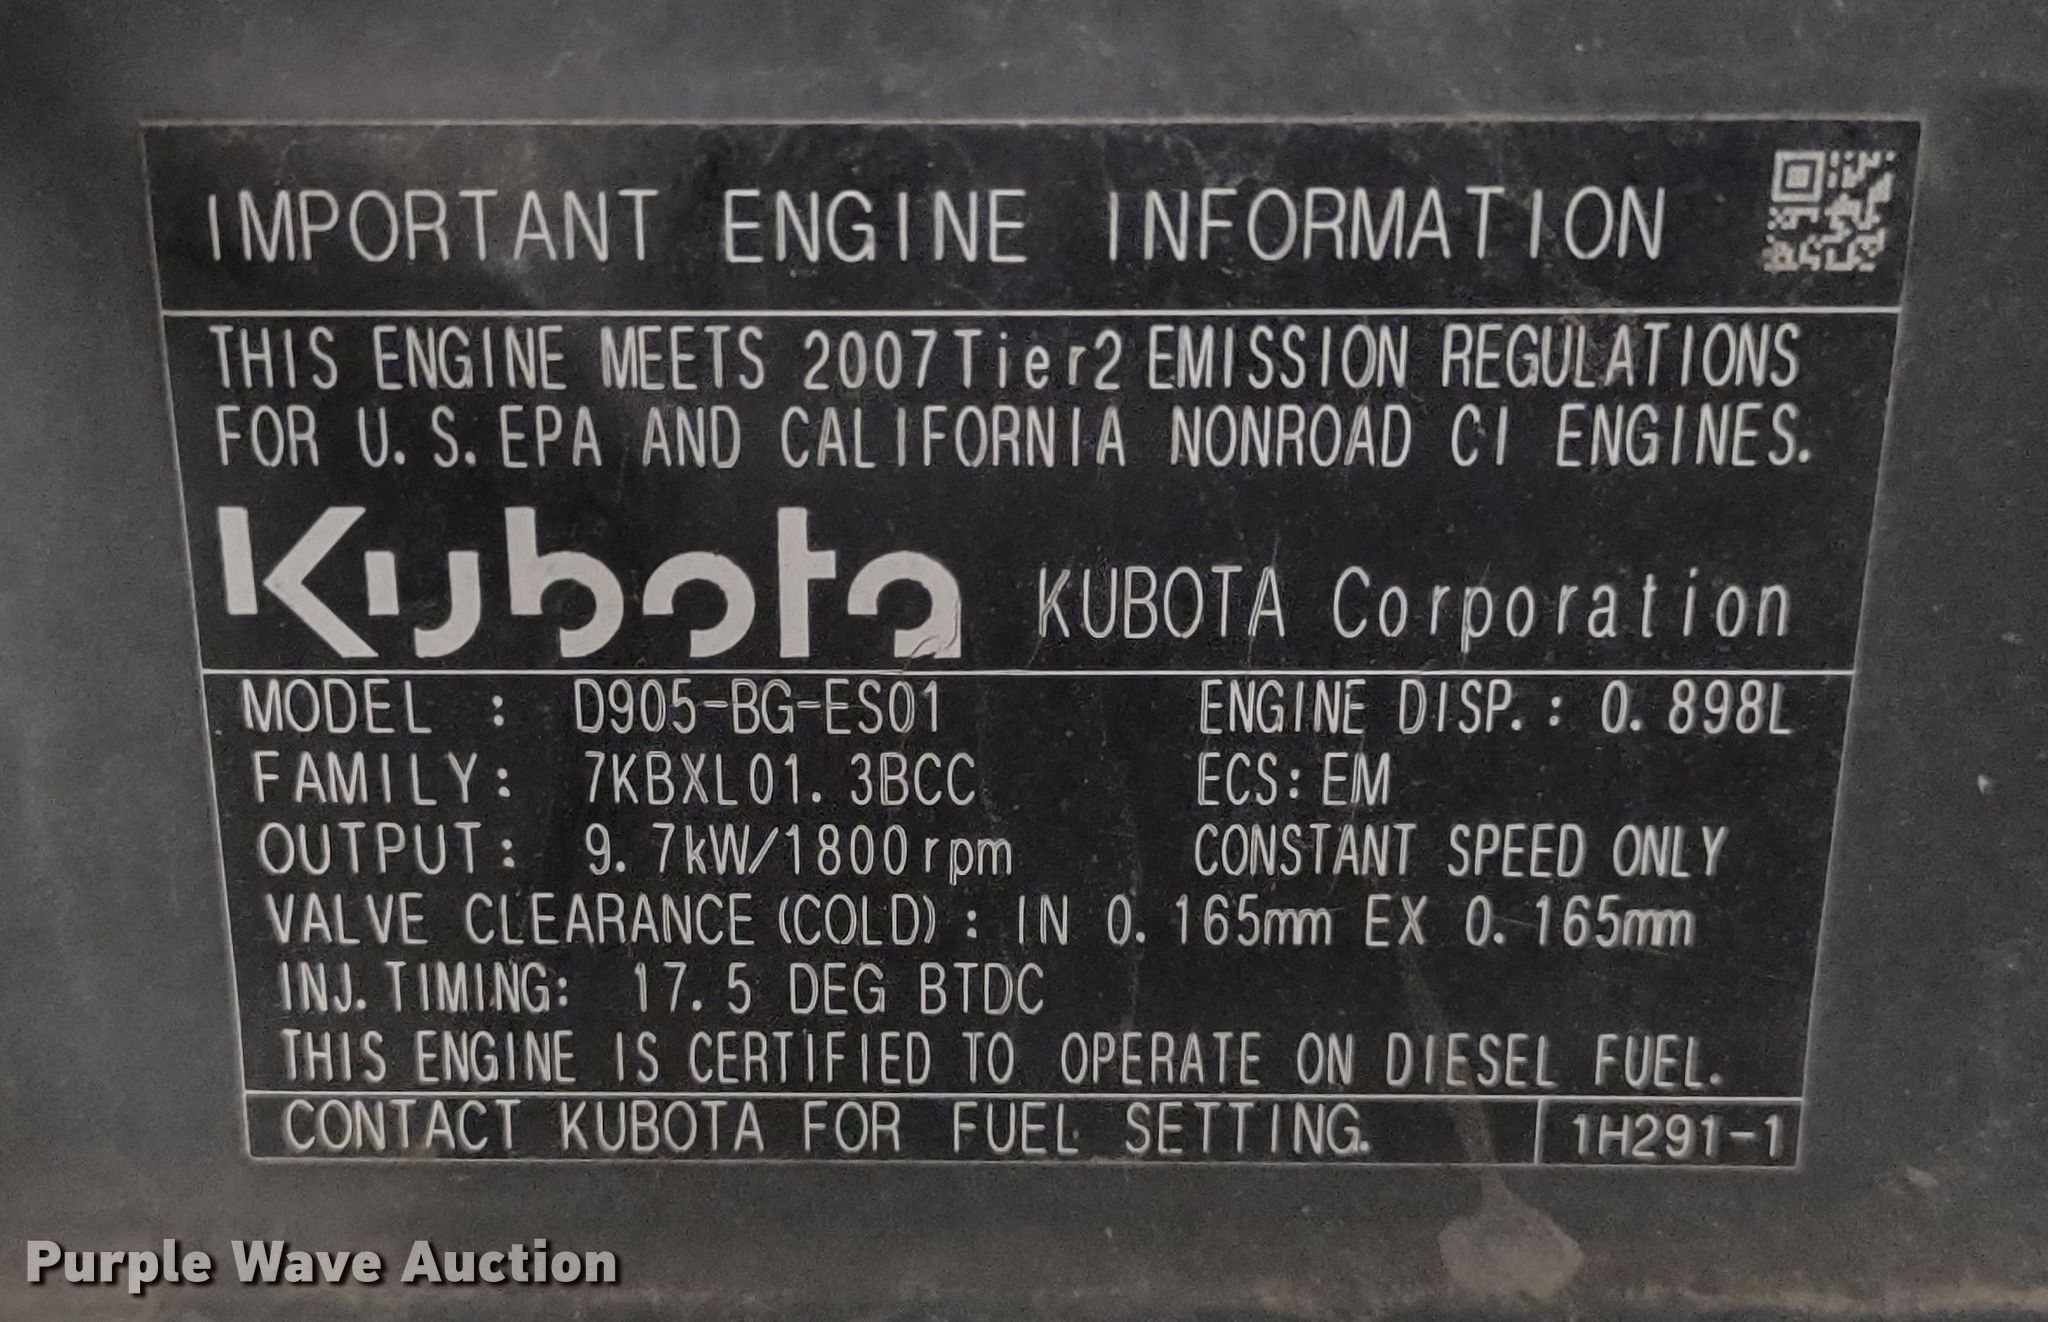 IMPORTANT ENGINE INFORMATION
THIS ENGINE MEETS 2007 Tier2 EMISSION REGULATIONS
FOR U.S. EPA AND CALIFORNIA NONROAD CI ENGINES.
Kubota KUBOTA Corporation
MODEL : D905-BG-ES01 ENGINE DISP.: 0.898L
FAMILY: 7KBXL01.3BCC ECS: EM
OUTPUT: 9.7kW/1800rpm CONSTANT SPEED ONLY
VALVE CLEARANCE (COLD) : IN 0.165mm EX 0.165mm
INJ. TIMING: 17.5 DEG BTDC
THIS ENGINE IS CERTIFIED TO OPERATE ON DIESEL FUEL.
CONTACT KUBOTA FOR FUEL SETTING. 1H291-1
Purple Wave Auction